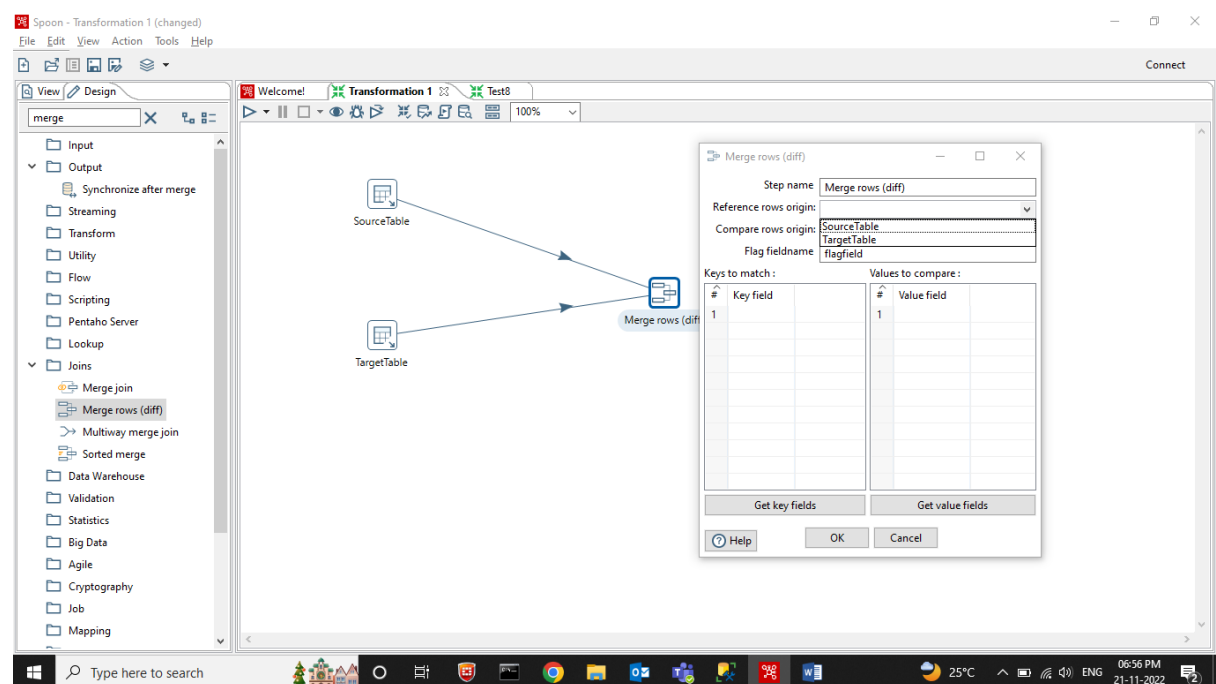 Spoon - Transformation 1 (changed)
File Edit View Action Tools Help
Connect
View Design
Welcome! Transformation 1 Test8
merge
100%
Input
Output
Synchronize after merge
Streaming
Transform
Utility
Flow
Scripting
Pentaho Server
Lookup
Joins
Merge join
Merge rows (diff)
Multiway merge join
Sorted merge
Data Warehouse
Validation
Statistics
Big Data
Agile
Cryptography
Job
Mapping
SourceTable
TargetTable
Merge rows (diff
Merge rows (diff)
Step name Merge rows (diff)
Reference rows origin:
Compare rows origin: SourceTable
TargetTable
Flag fieldname flagfield
Keys to match : Values to compare :
# Key field # Value field
1 1
Get key fields Get value fields
Help OK Cancel
Type here to search
25°C ENG 06:56 PM
21-11-2022
2